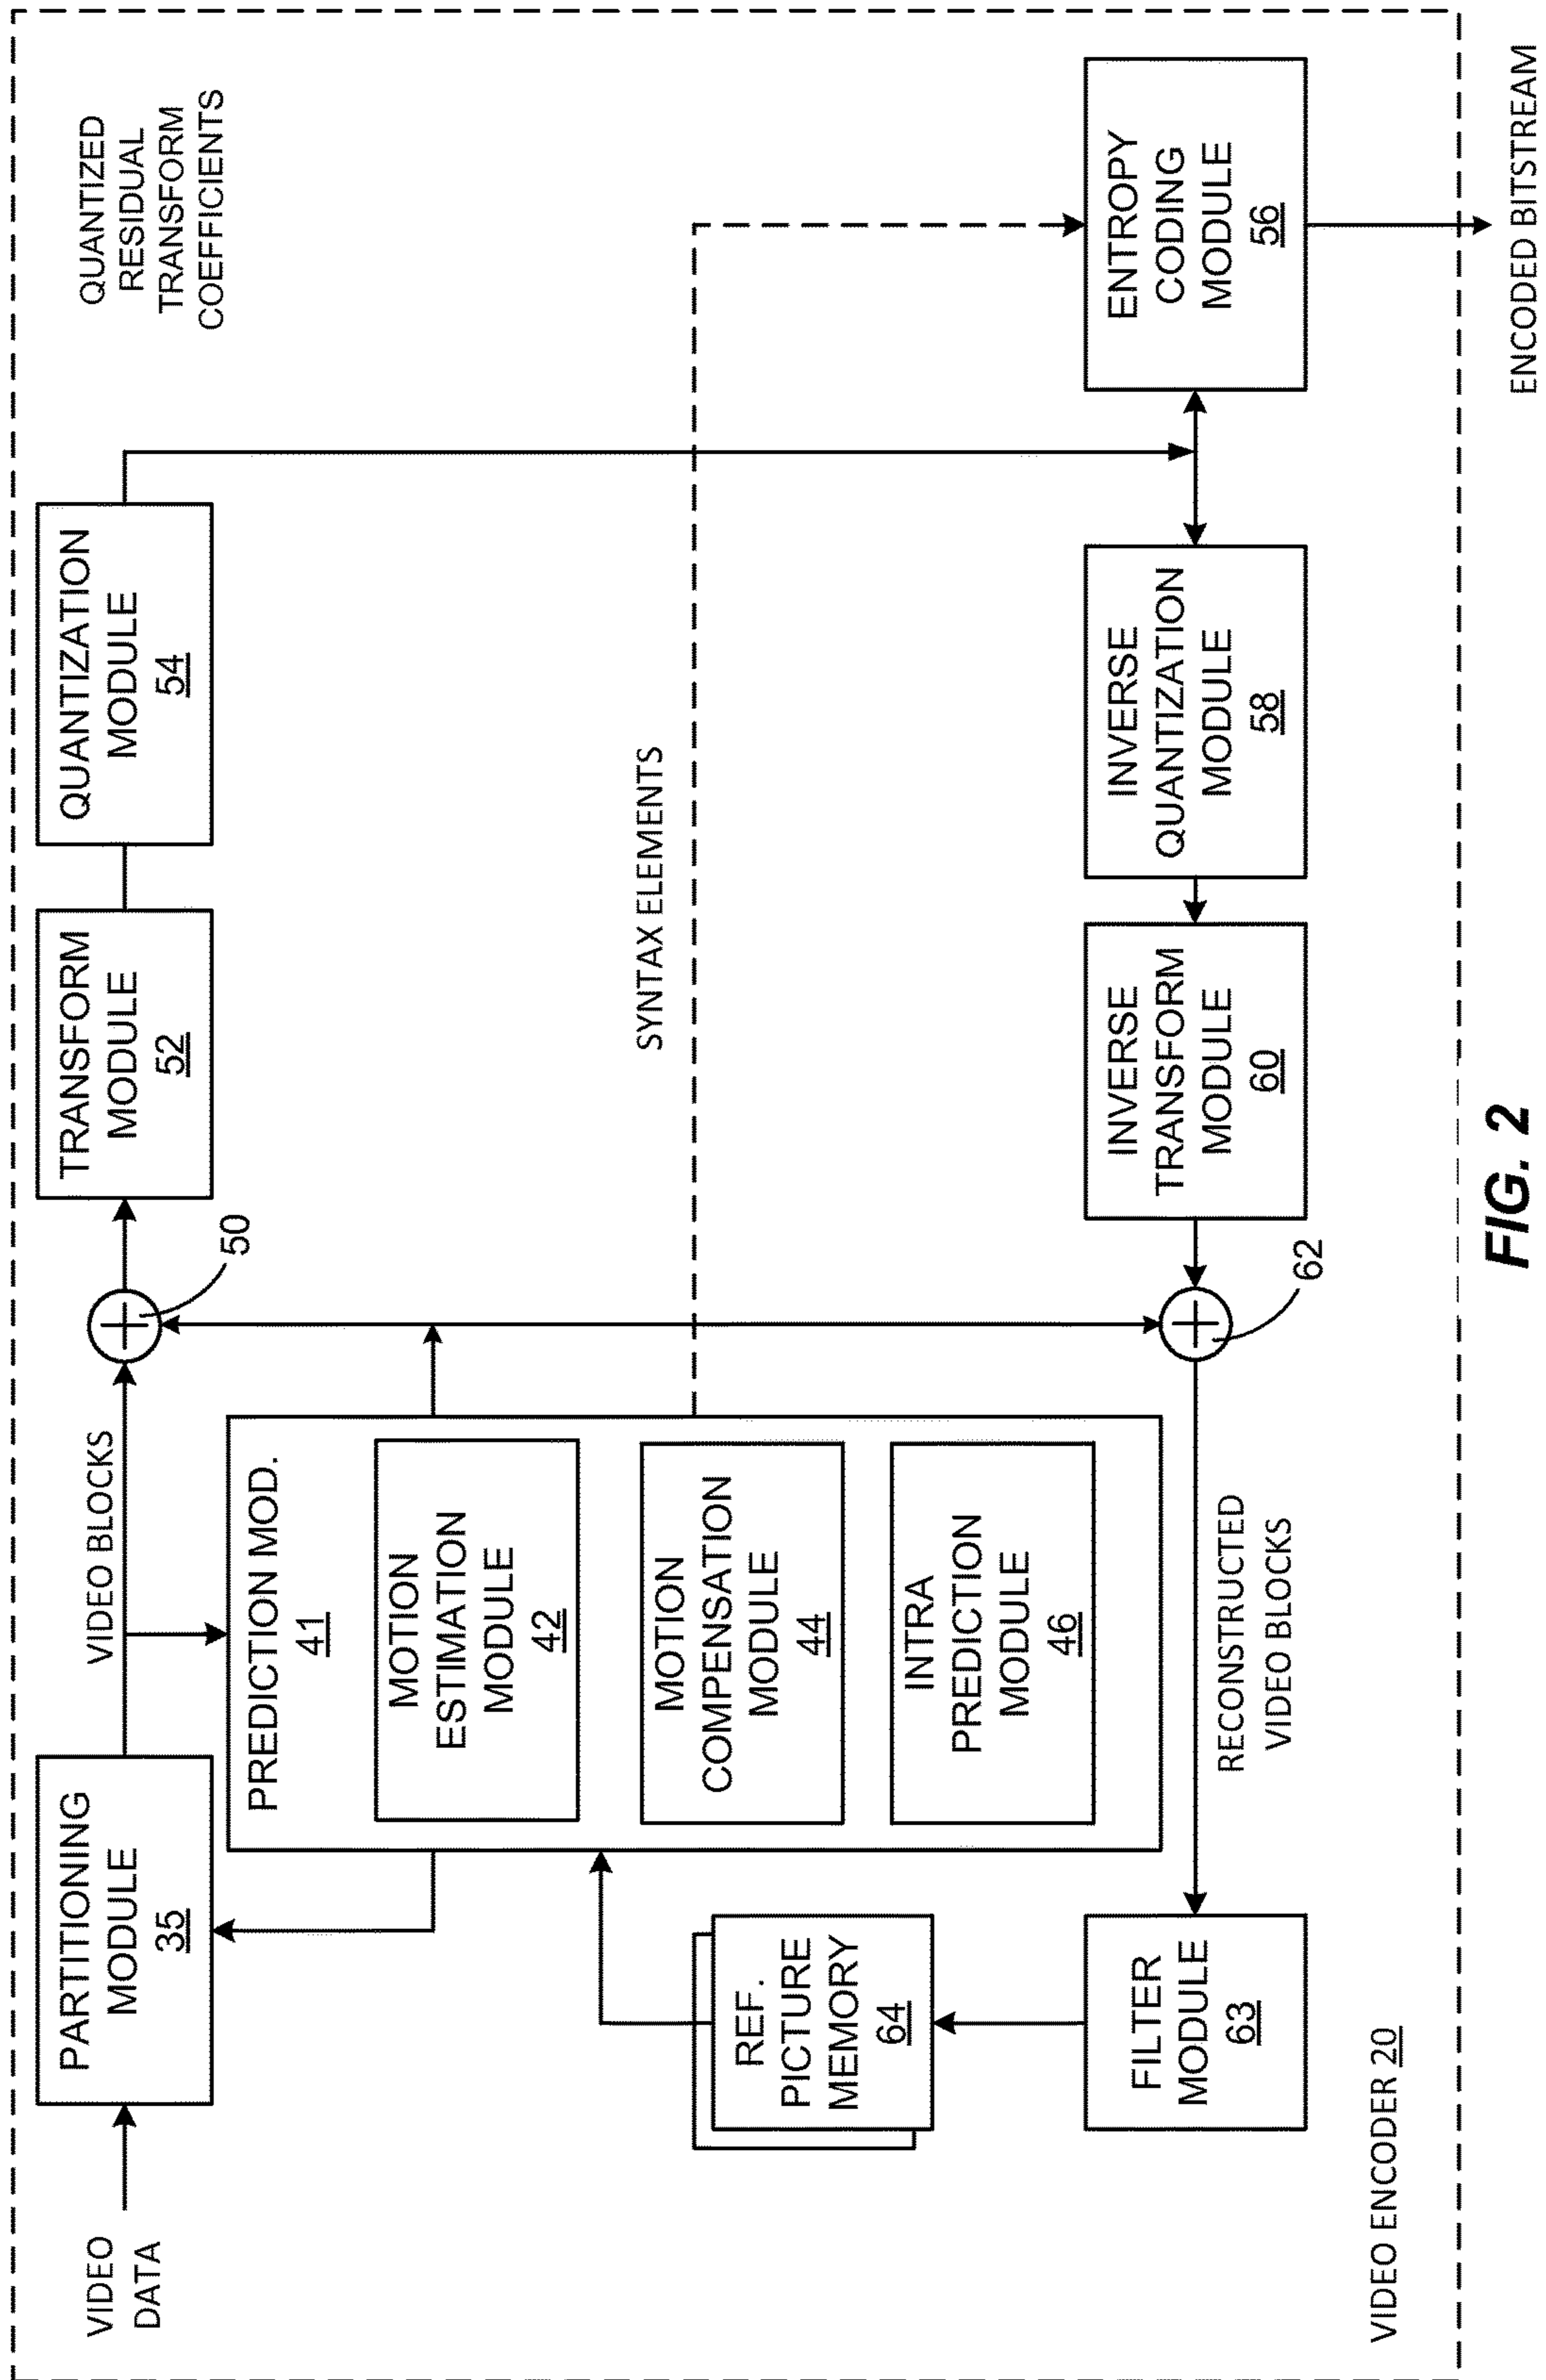 VIDEO
DATA
PARTITIONING
MODULE
35
VIDEO BLOCKS
50
TRANSFORM
MODULE
52
QUANTIZATION
MODULE
54
QUANTIZED
RESIDUAL
TRANSFORM
COEFFICIENTS
PREDICTION MOD.
41
MOTION
ESTIMATION
MODULE
42
MOTION
COMPENSATION
MODULE
44
INTRA
PREDICTION
MODULE
46
SYNTAX ELEMENTS
REF.
PICTURE
MEMORY
64
FILTER
MODULE
63
RECONSTRUCTED
VIDEO BLOCKS
62
INVERSE
TRANSFORM
MODULE
60
INVERSE
QUANTIZATION
MODULE
58
ENTROPY
CODING
MODULE
56
VIDEO ENCODER 20
ENCODED BITSTREAM
FIG. 2